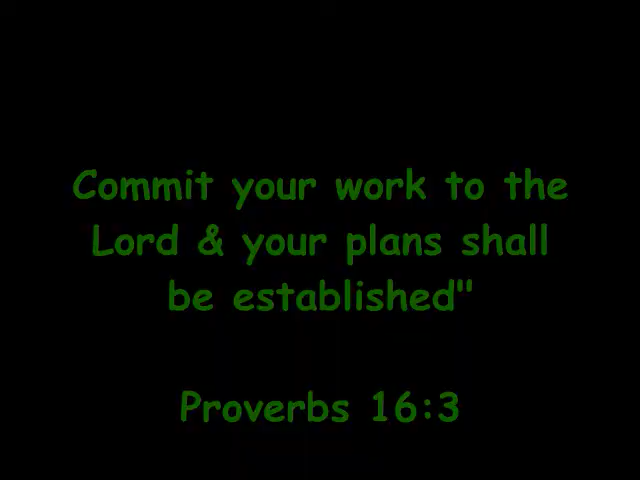 Commit your work to the
Lord & your plans shall
be established"
Proverbs 16:3